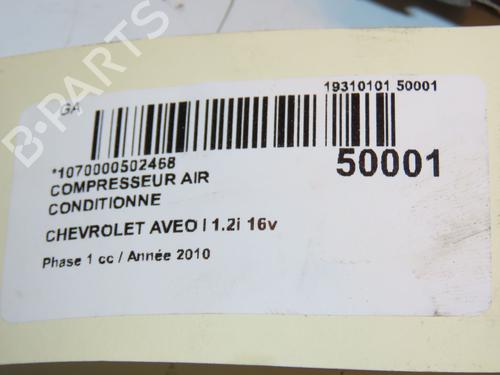 GA
19310101 50001
*1070000502468
50001
COMPRESSEUR AIR
CONDITIONNE
CHEVROLET AVEO I 1.2i 16v
Phase 1 cc / Année 2010
B-PARTS